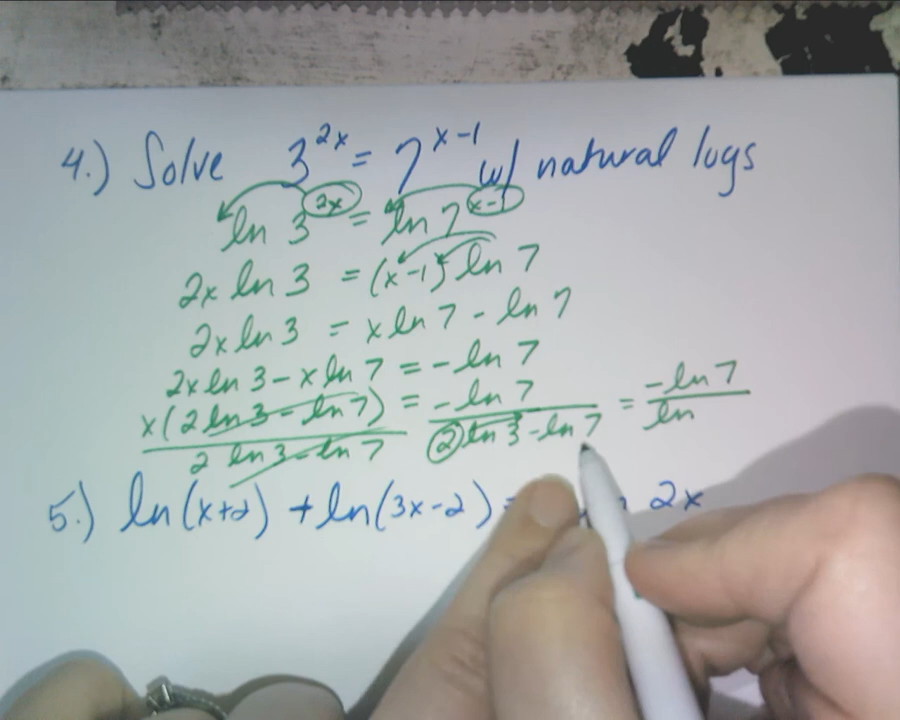 4.) Solve 3^2x = 7^x-1 w/ natural logs
ln 3^2x = ln 7^x-1
2x ln 3 = (x-1) ln 7
2x ln 3 = x ln 7 - ln 7
2x ln 3 - x ln 7 = - ln 7
x(2 ln 3 - ln 7) / 2 ln 3 - ln 7 = - ln 7 / 2 ln 3 - ln 7 = - ln 7 / ln
5.) ln(x+2) + ln(3x-2) = 2x